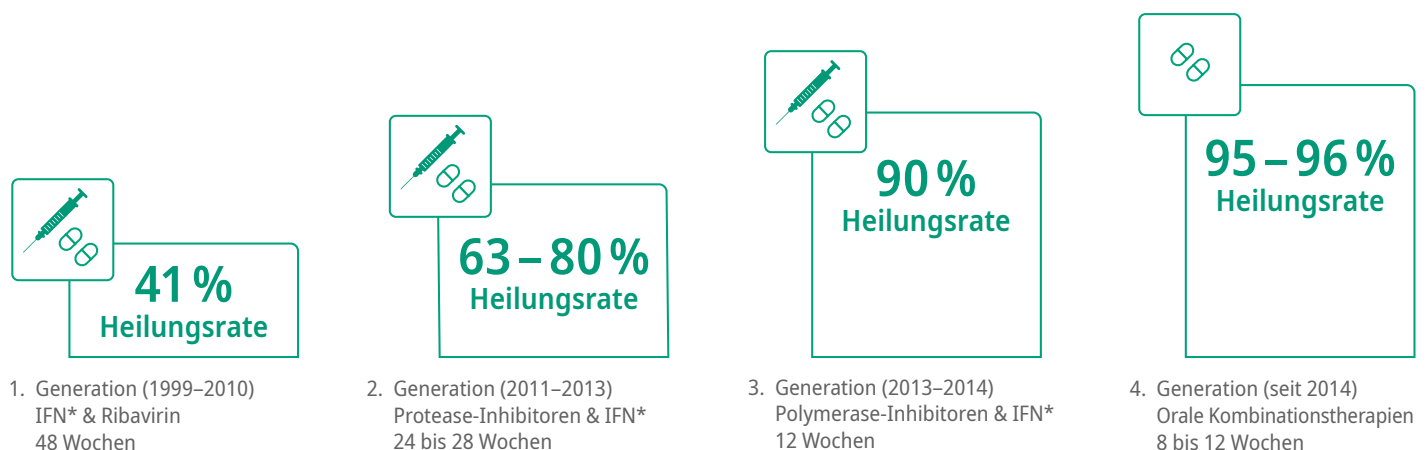 41 %
Heilungsrate
1. Generation (1999–2010)
IFN* & Ribavirin
48 Wochen
63 – 80 %
Heilungsrate
2. Generation (2011–2013)
Protease-Inhibitoren & IFN*
24 bis 28 Wochen
90 %
Heilungsrate
3. Generation (2013–2014)
Polymerase-Inhibitoren & IFN*
12 Wochen
95 – 96 %
Heilungsrate
4. Generation (seit 2014)
Orale Kombinationstherapien
8 bis 12 Wochen